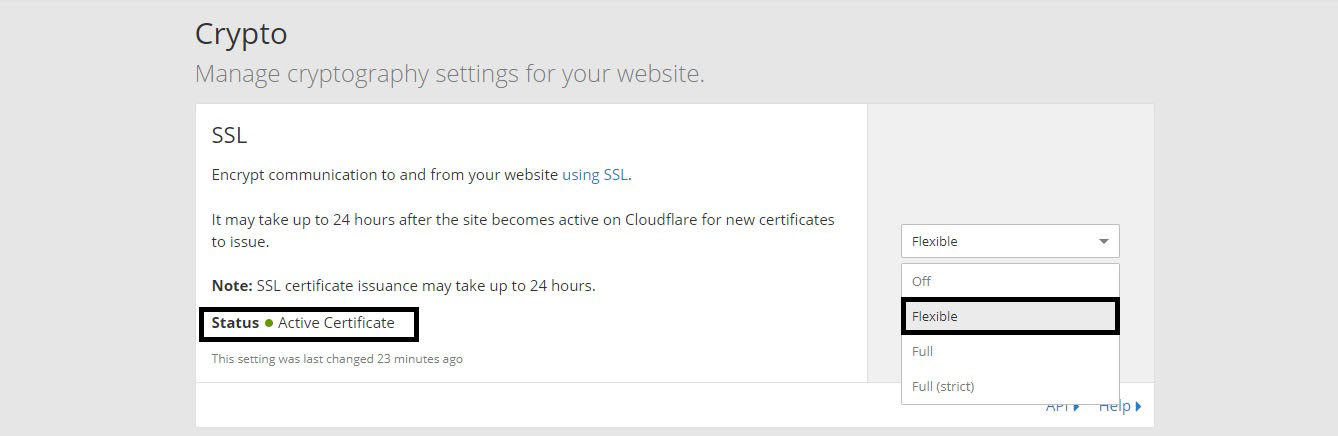 Crypto
Manage cryptography settings for your website.
SSL
Encrypt communication to and from your website using SSL.
It may take up to 24 hours after the site becomes active on Cloudflare for new certificates
to issue.
Note: SSL certificate issuance may take up to 24 hours.
Status ● Active Certificate
This setting was last changed 23 minutes ago
Flexible
Off
Flexible
Full
Full (strict)
API
Help